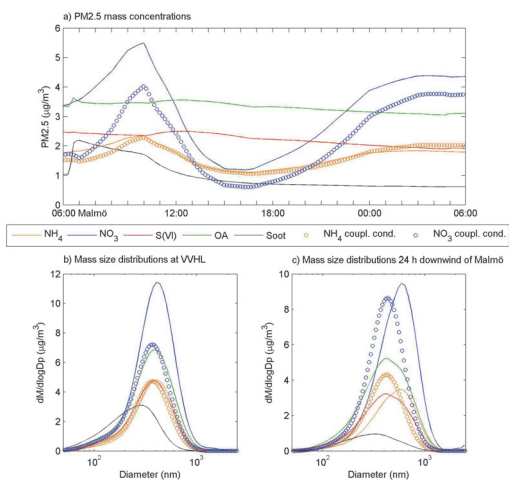 a) PM2.5 mass concentrations
6
5
4
3
2
1
0
PM2.5 (µg/m³)
06:00 Malmö 12:00 18:00 00:00 06:00
NH4 NO3 S(VI) OA Soot NH4 coupl. cond. NO3 coupl. cond.
b) Mass size distributions at VVHL
12
10
8
6
4
2
0
dM/dlogDp (µg/m³)
10² 10³
Diameter (nm)
c) Mass size distributions 24 h downwind of Malmö
10
8
6
4
2
0
dM/dlogDp (µg/m³)
10² 10³
Diameter (nm)